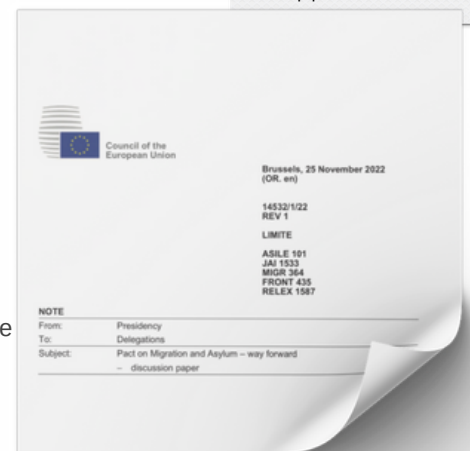 Council of the
European Union
Brussels, 25 November 2022
(OR. en)
14532/1/22
REV 1
LIMITE
ASILE 101
JAI 1533
MIGR 364
FRONT 435
RELEX 1587
NOTE
From: Presidency
To: Delegations
Subject: Pact on Migration and Asylum – way forward
– discussion paper
e